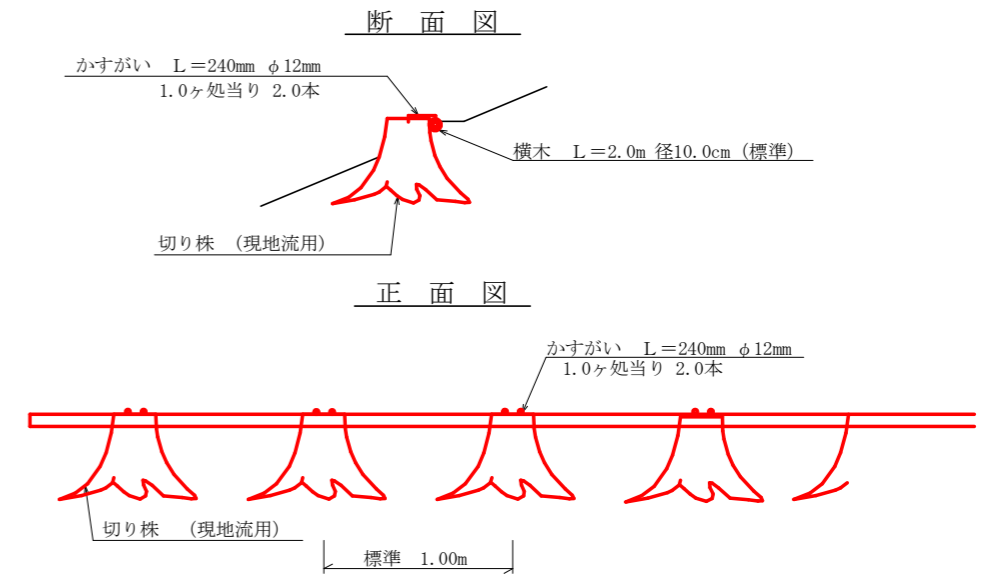 断 面 図
かすがい L=240mm φ12mm
1.0ヶ処当り 2.0本
横木 L=2.0m 径10.0cm (標準)
切り株 (現地流用)
正 面 図
かすがい L=240mm φ12mm
1.0ヶ処当り 2.0本
切り株 (現地流用)
標準 1.00m